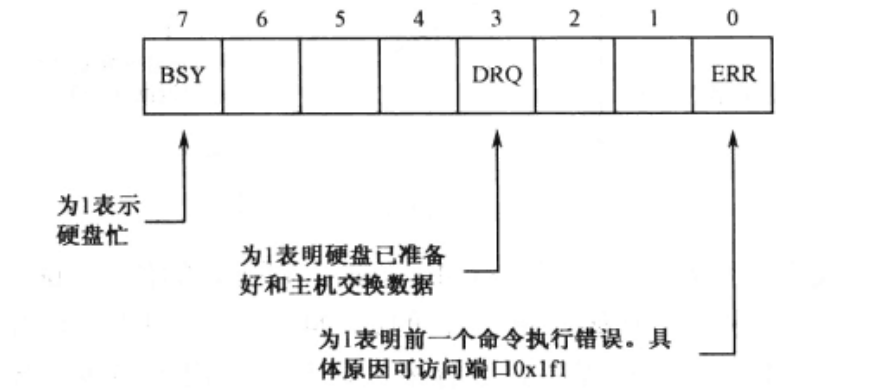 7 6 5 4 3 2 1 0
BSY DRQ ERR
为1表示
硬盘忙
为1表明硬盘已准备
好和主机交换数据
为1表明前一个命令执行错误。具
体原因可访问端口0x1f1